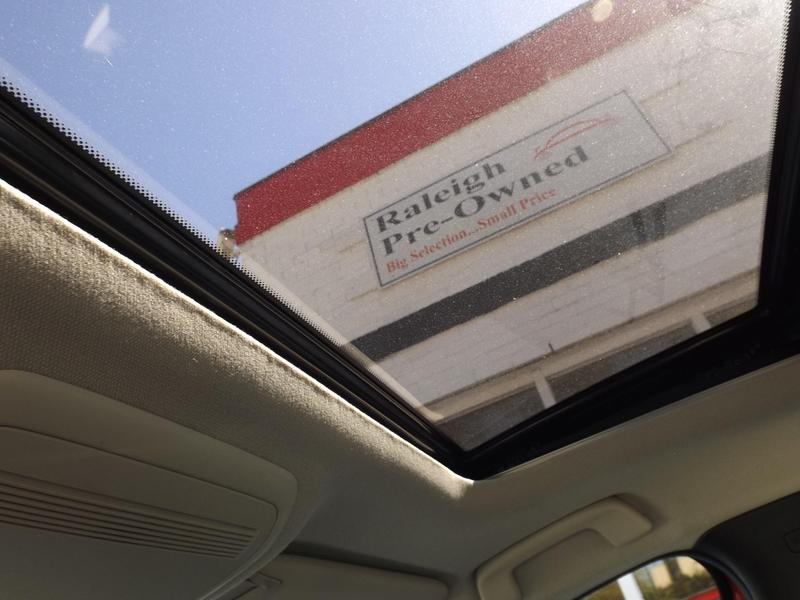 Raleigh
Pre-Owned
Big Selection...Small Price